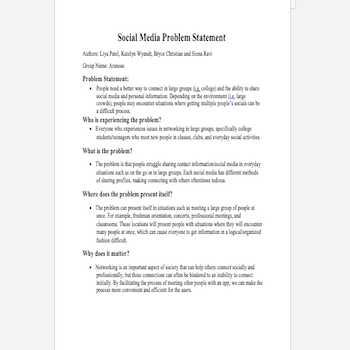 Social Media Problem Statement
Authors: Liya Patel, Katelyn Wyandt, Bryce Christian and Siona Ravi
Group Name: Araneae
Problem Statement:
• People need a better way to connect in large groups (i.e. college) and the ability to share
social media and personal information. Depending on the environment (i.e. large
crowds), people may encounter situations where getting multiple people's socials can be
a difficult process.
Who is experiencing the problem?
• Everyone who experiences issues in networking in large groups, specifically college
students/teenagers who meet new people in classes, clubs, and everyday social activities.
What is the problem?
• The problem is that people struggle sharing contact information/social media in everyday
situations such as on the go or in large groups. Each social media has different methods
of sharing profiles, making connecting with others oftentimes tedious.
Where does the problem present itself?
• The problem can present itself in situations such as meeting a large group of people at
once. For example, freshman orientation, concerts, professional meetings, and
classrooms. These locations will present people with situations where they will encounter
many people at once, which can cause everyone to get information in a logical/organized
fashion difficult.
Why does it matter?
• Networking is an important aspect of society that can help others connect socially and
professionally, but these connections can often be hindered to an inability to connect
initially. By facilitating the process of meeting other people with an app, we can make the
process convenient and efficient for the users.